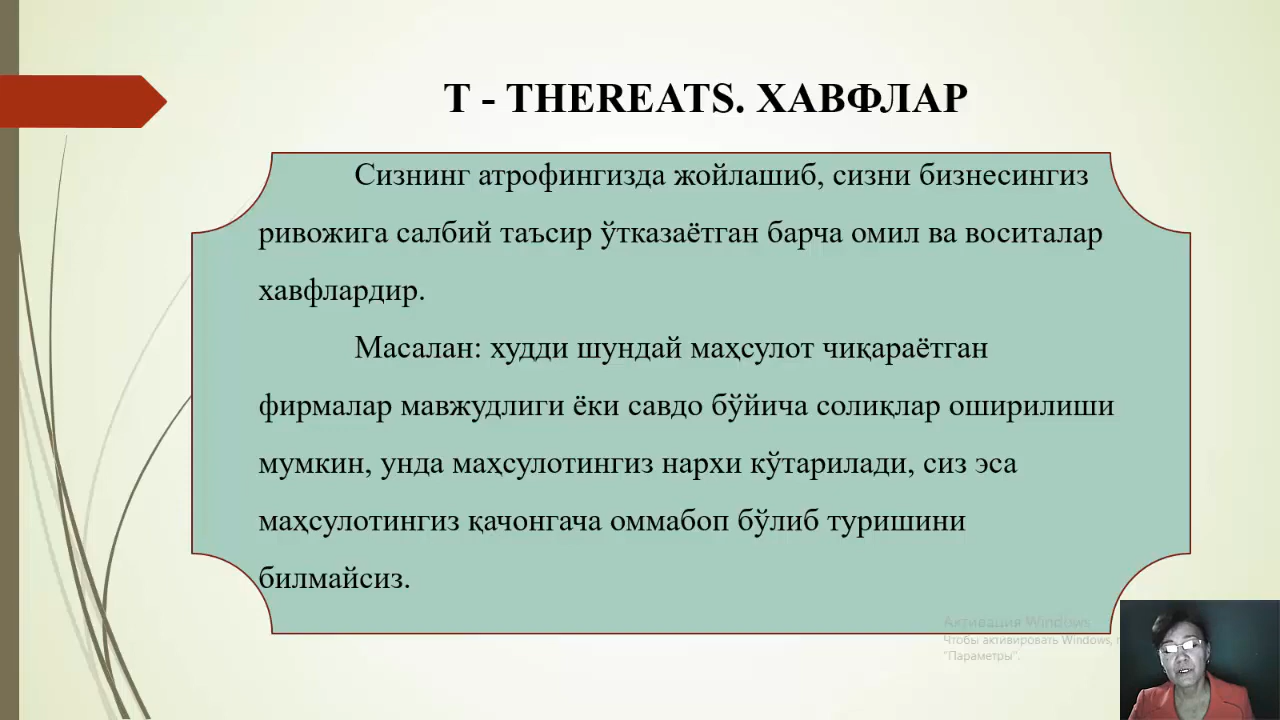 T - THEREATS. ХАВФЛАР
Сизнинг атрофингизда жойлашиб, сизни бизнесингиз
ривожига салбий таъсир ўтказаётган барча омил ва воситалар
хавфлардир.
Масалан: худди шундай маҳсулот чиқараётган
фирмалар мавжудлиги ёки савдо бўйича солиқлар оширилиши
мумкин, унда маҳсулотингиз нархи кўтарилади, сиз эса
маҳсулотингиз қачонгача оммабоп бўлиб туришини
билмайсиз.
Активация Windows
Чтобы активировать Windows,
"Параметры".